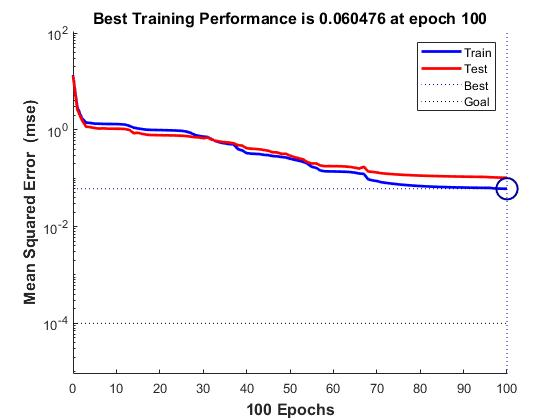 Best Training Performance is 0.060476 at epoch 100
Mean Squared Error (mse)
10^2
10^0
10^-2
10^-4
Train
Test
Best
Goal
0 10 20 30 40 50 60 70 80 90 100
100 Epochs